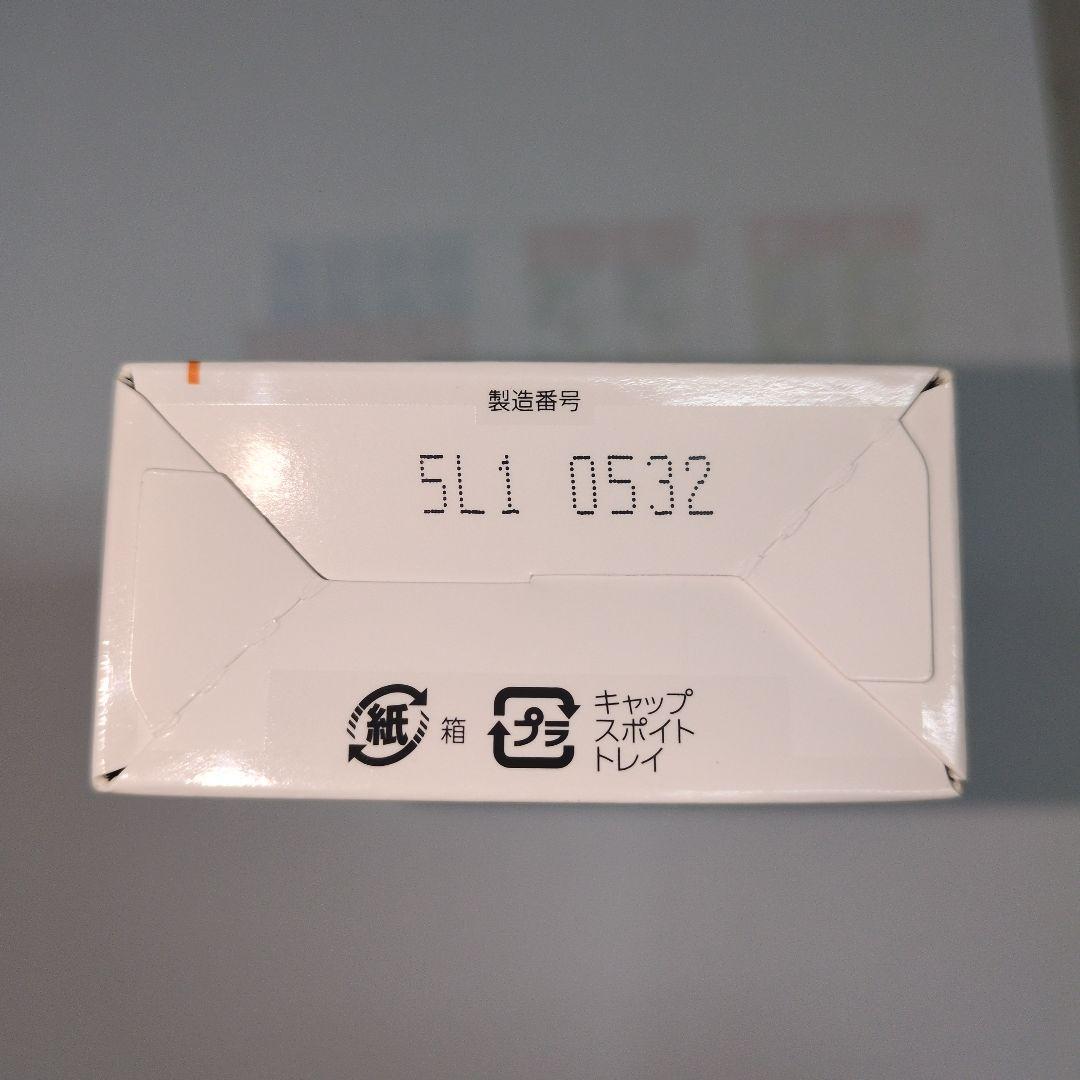 製造番号
5L1 0532
紙 箱
プラ キャップ
スポイト
トレイ